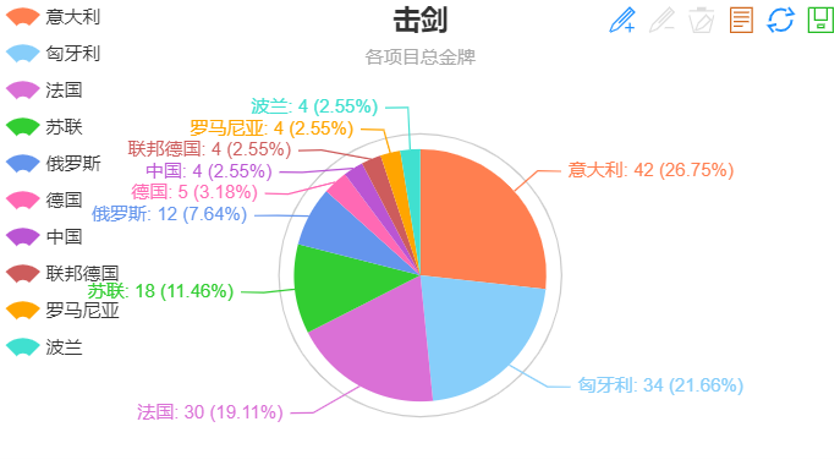 击剑
各项目总金牌
意大利
匈牙利
法国
苏联
俄罗斯
德国
中国
联邦德国
罗马尼亚
波兰
波兰: 4 (2.55%)
罗马尼亚: 4 (2.55%)
联邦德国: 4 (2.55%)
中国: 4 (2.55%)
德国: 5 (3.18%)
俄罗斯: 12 (7.64%)
苏联: 18 (11.46%)
法国: 30 (19.11%)
意大利: 42 (26.75%)
匈牙利: 34 (21.66%)